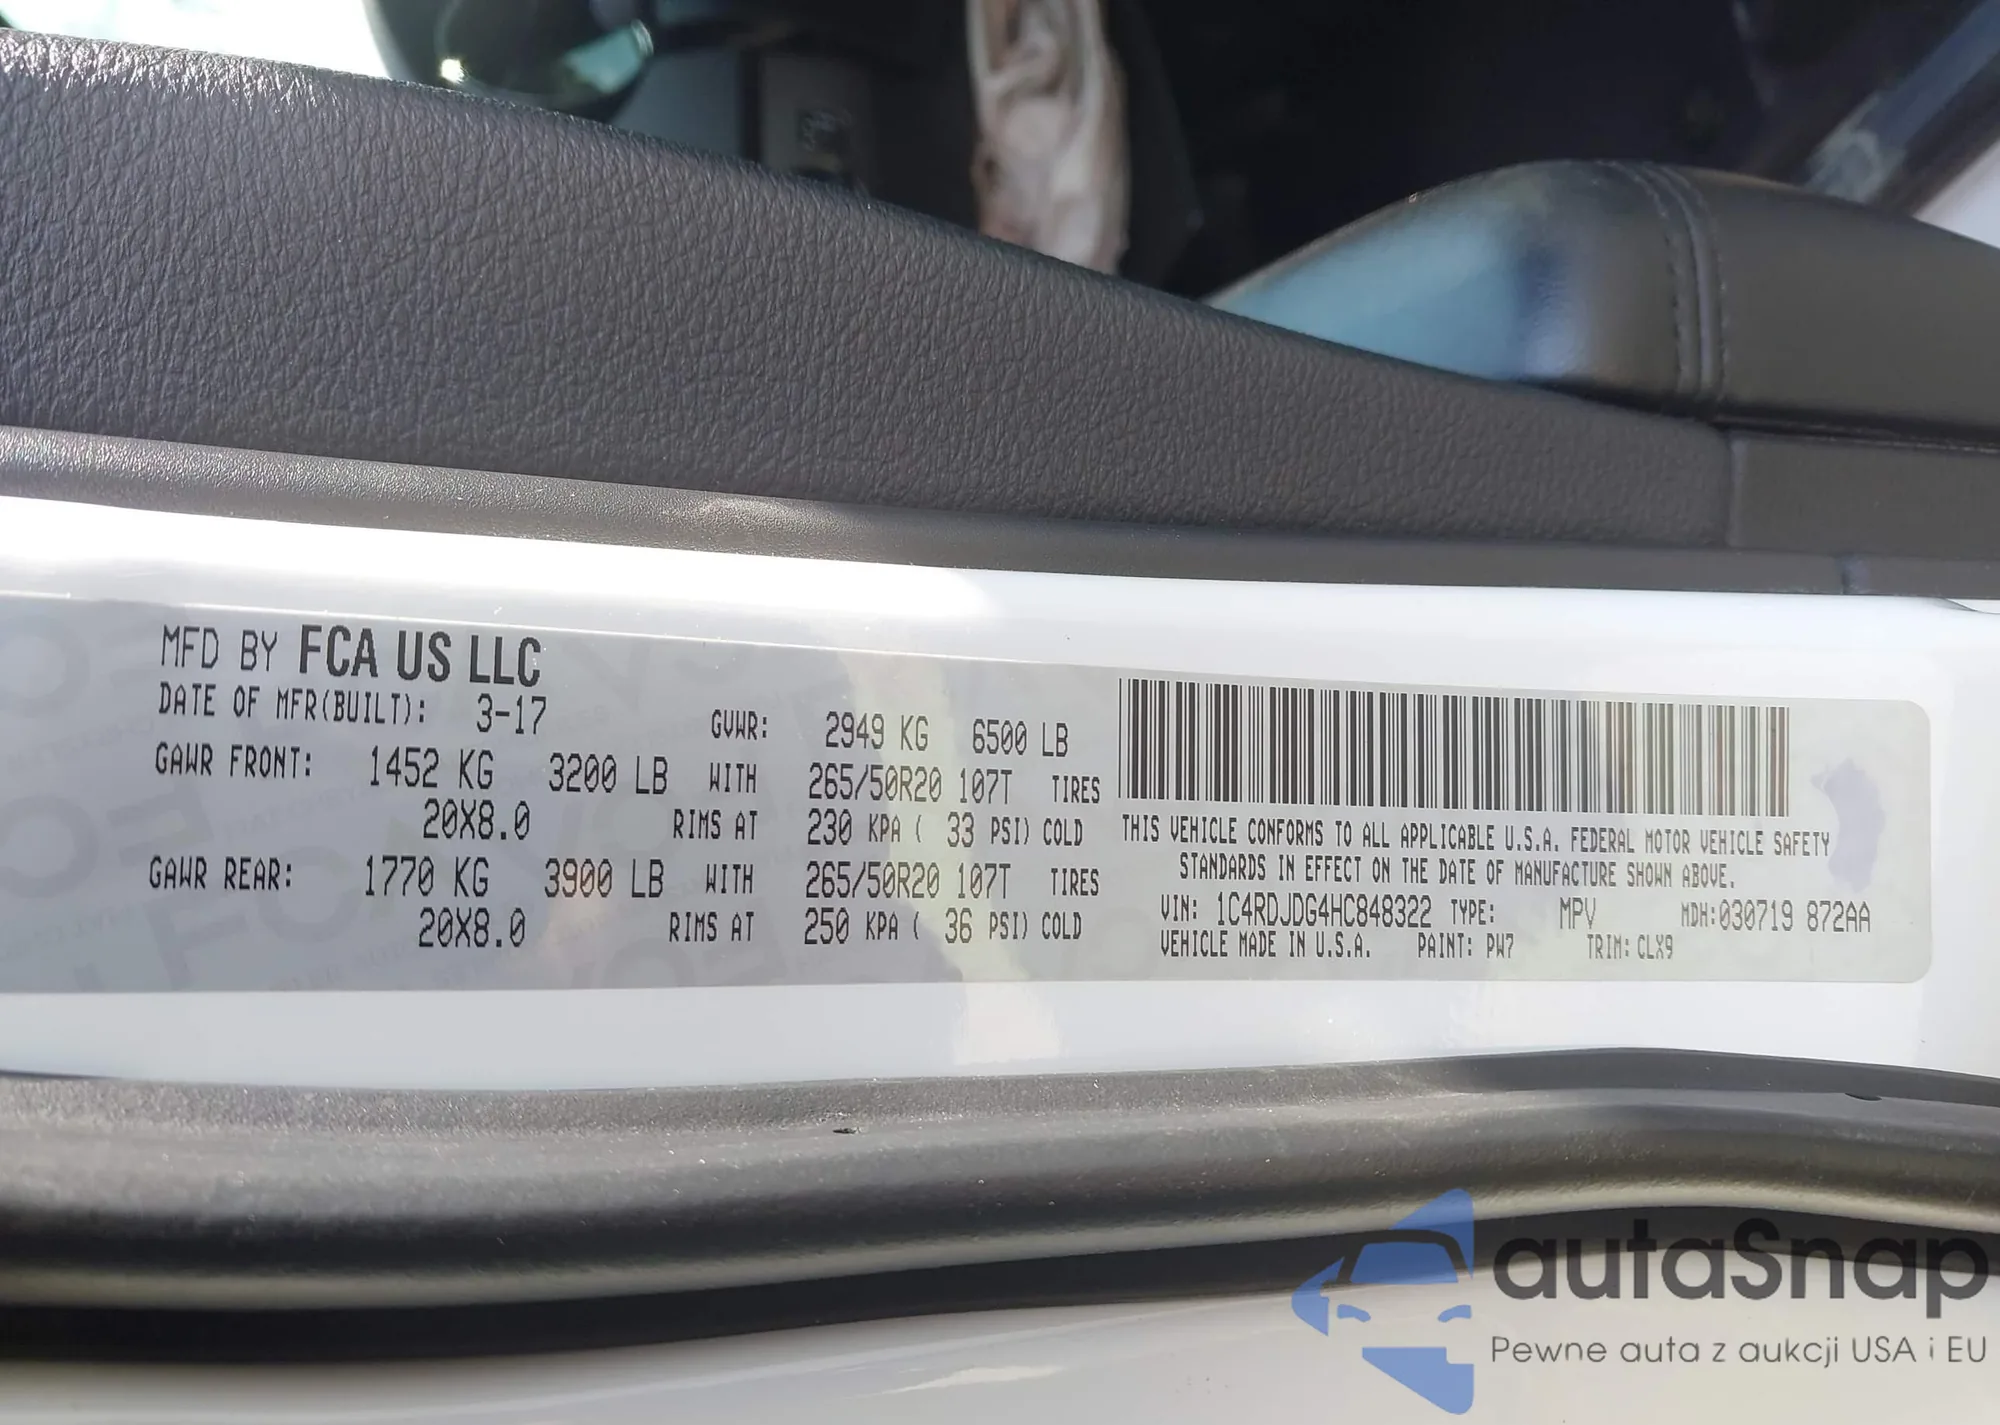 MFD BY FCA US LLC
DATE OF MFR(BUILT): 3-17 GVWR: 2949 KG 6500 LB
GAWR FRONT: 1452 KG 3200 LB WITH 265/50R20 107T TIRES
20X8.0 RIMS AT 230 KPA ( 33 PSI) COLD
GAWR REAR: 1770 KG 3900 LB WITH 265/50R20 107T TIRES
20X8.0 RIMS AT 250 KPA ( 36 PSI) COLD
THIS VEHICLE CONFORMS TO ALL APPLICABLE U.S.A. FEDERAL MOTOR VEHICLE SAFETY
STANDARDS IN EFFECT ON THE DATE OF MANUFACTURE SHOWN ABOVE.
VIN: 1C4RDJDG4HC848322 TYPE: MPV MDH:030719 872AA
VEHICLE MADE IN U.S.A. PAINT: PW7 TRIM: CLX9
autaSnap
Pewne auta z aukcji USA i EU